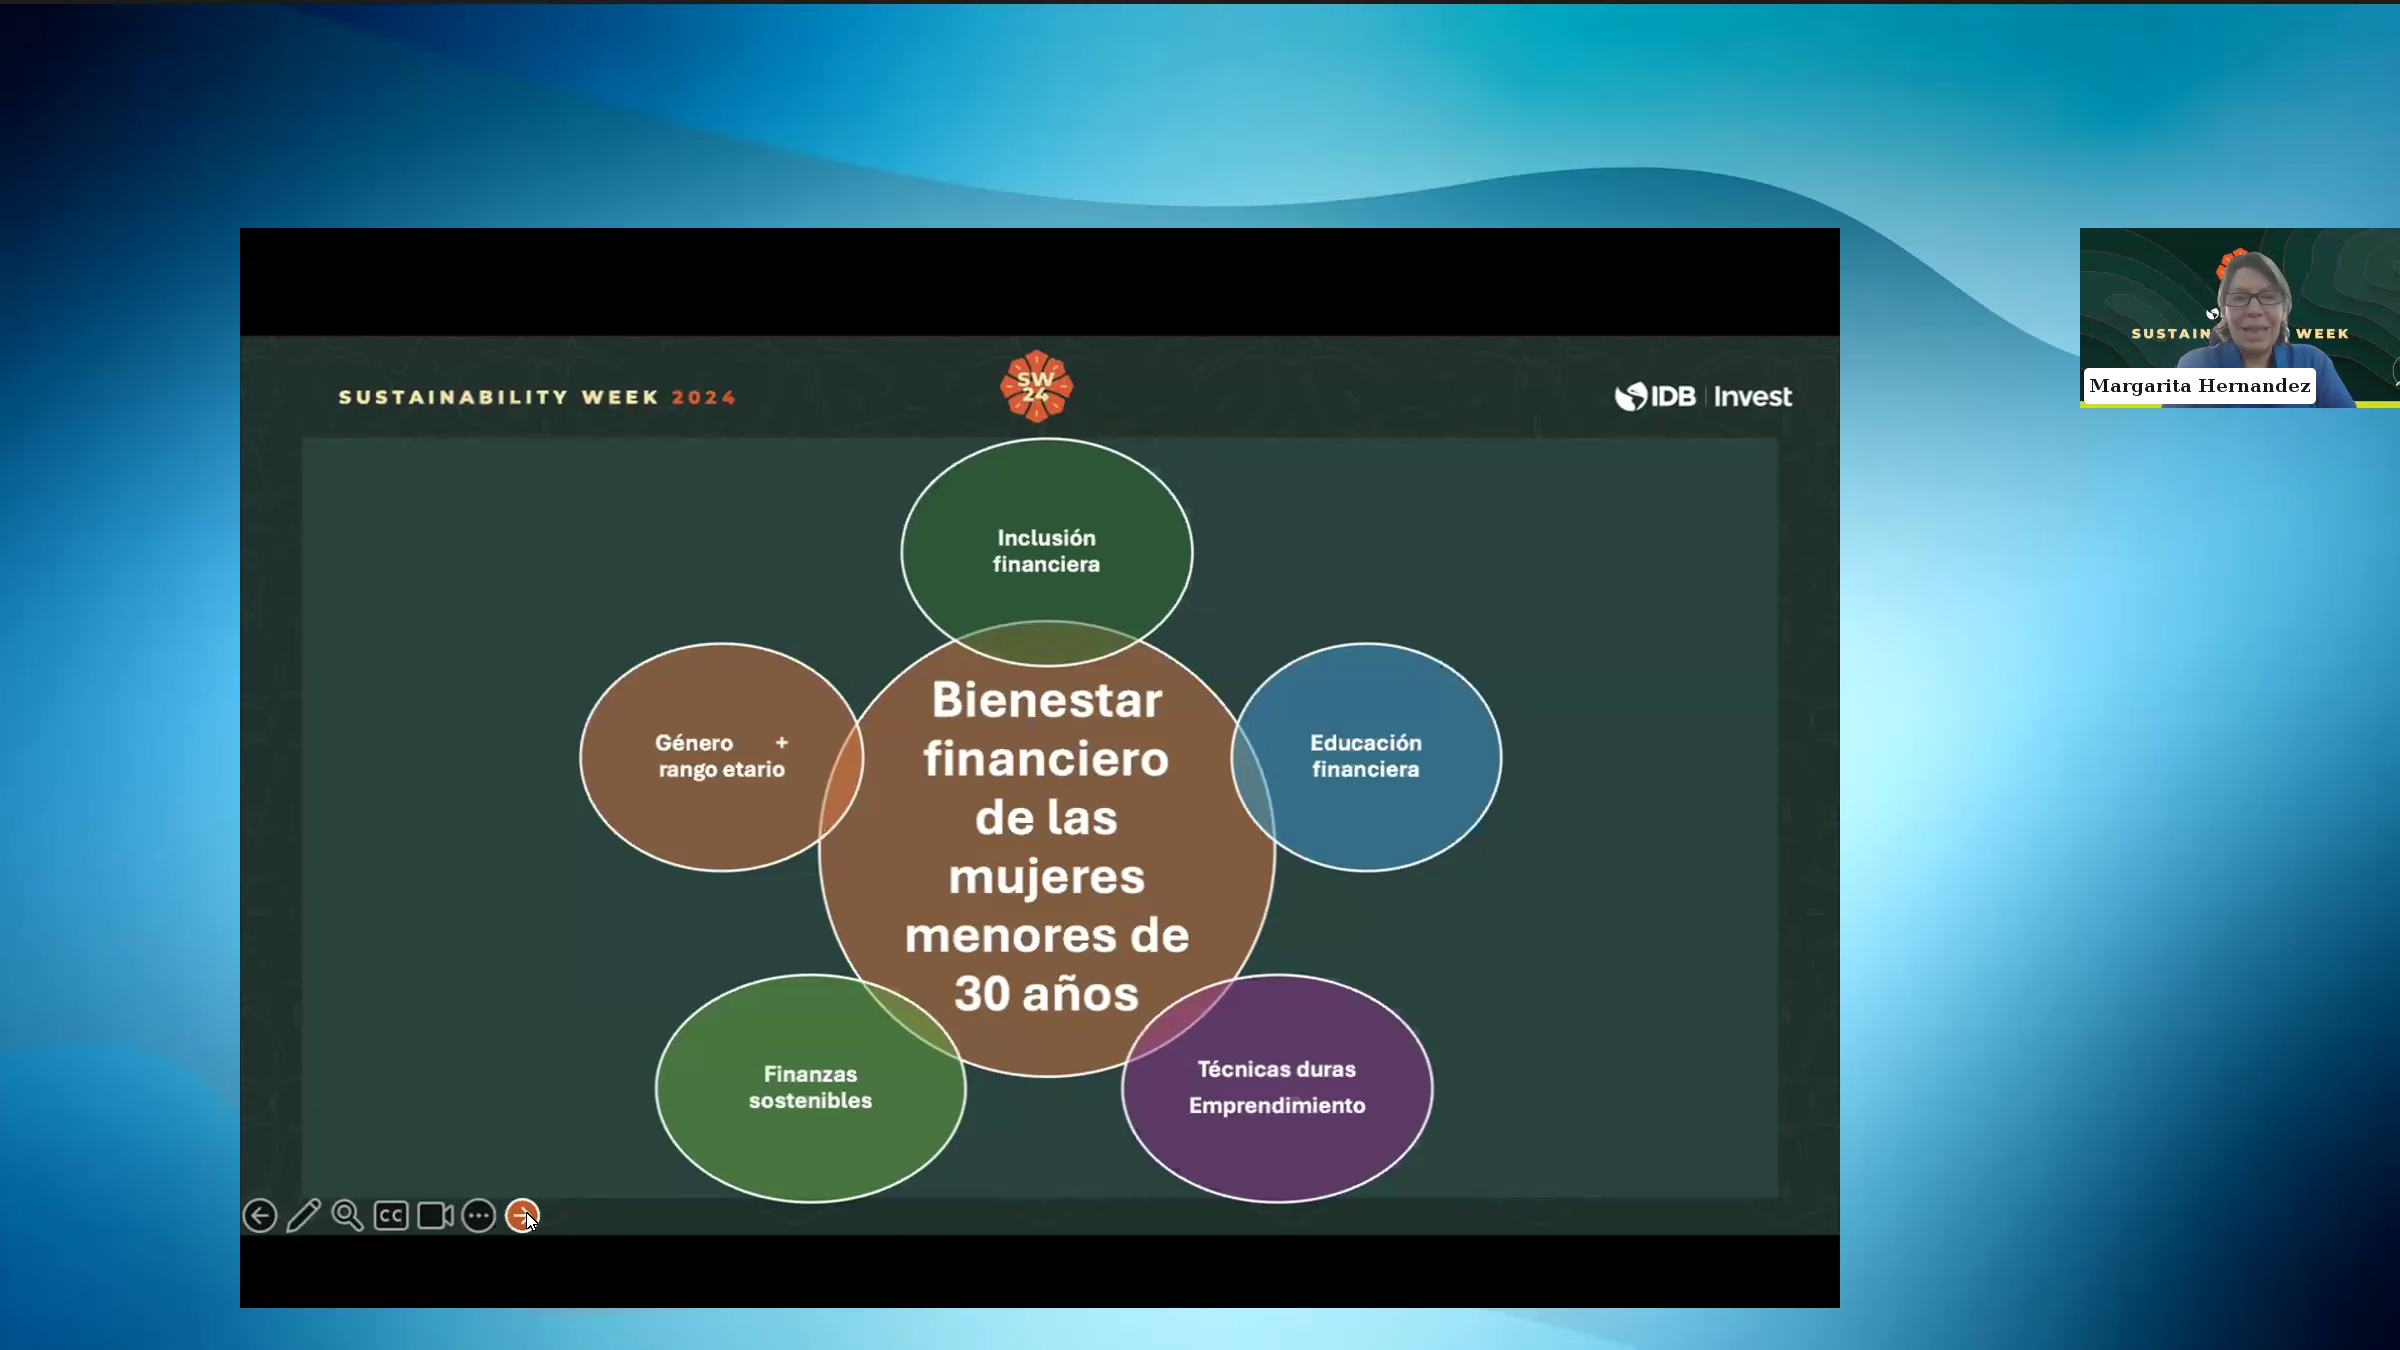 SUSTAINABILITY WEEK 2024
SW
24
IDB | Invest
Inclusión
financiera
Género +
rango etario
Bienestar
financiero
de las
mujeres
menores de
30 años
Educación
financiera
Finanzas
sostenibles
Técnicas duras
Emprendimiento
CC
SUSTAIN WEEK
Margarita Hernandez